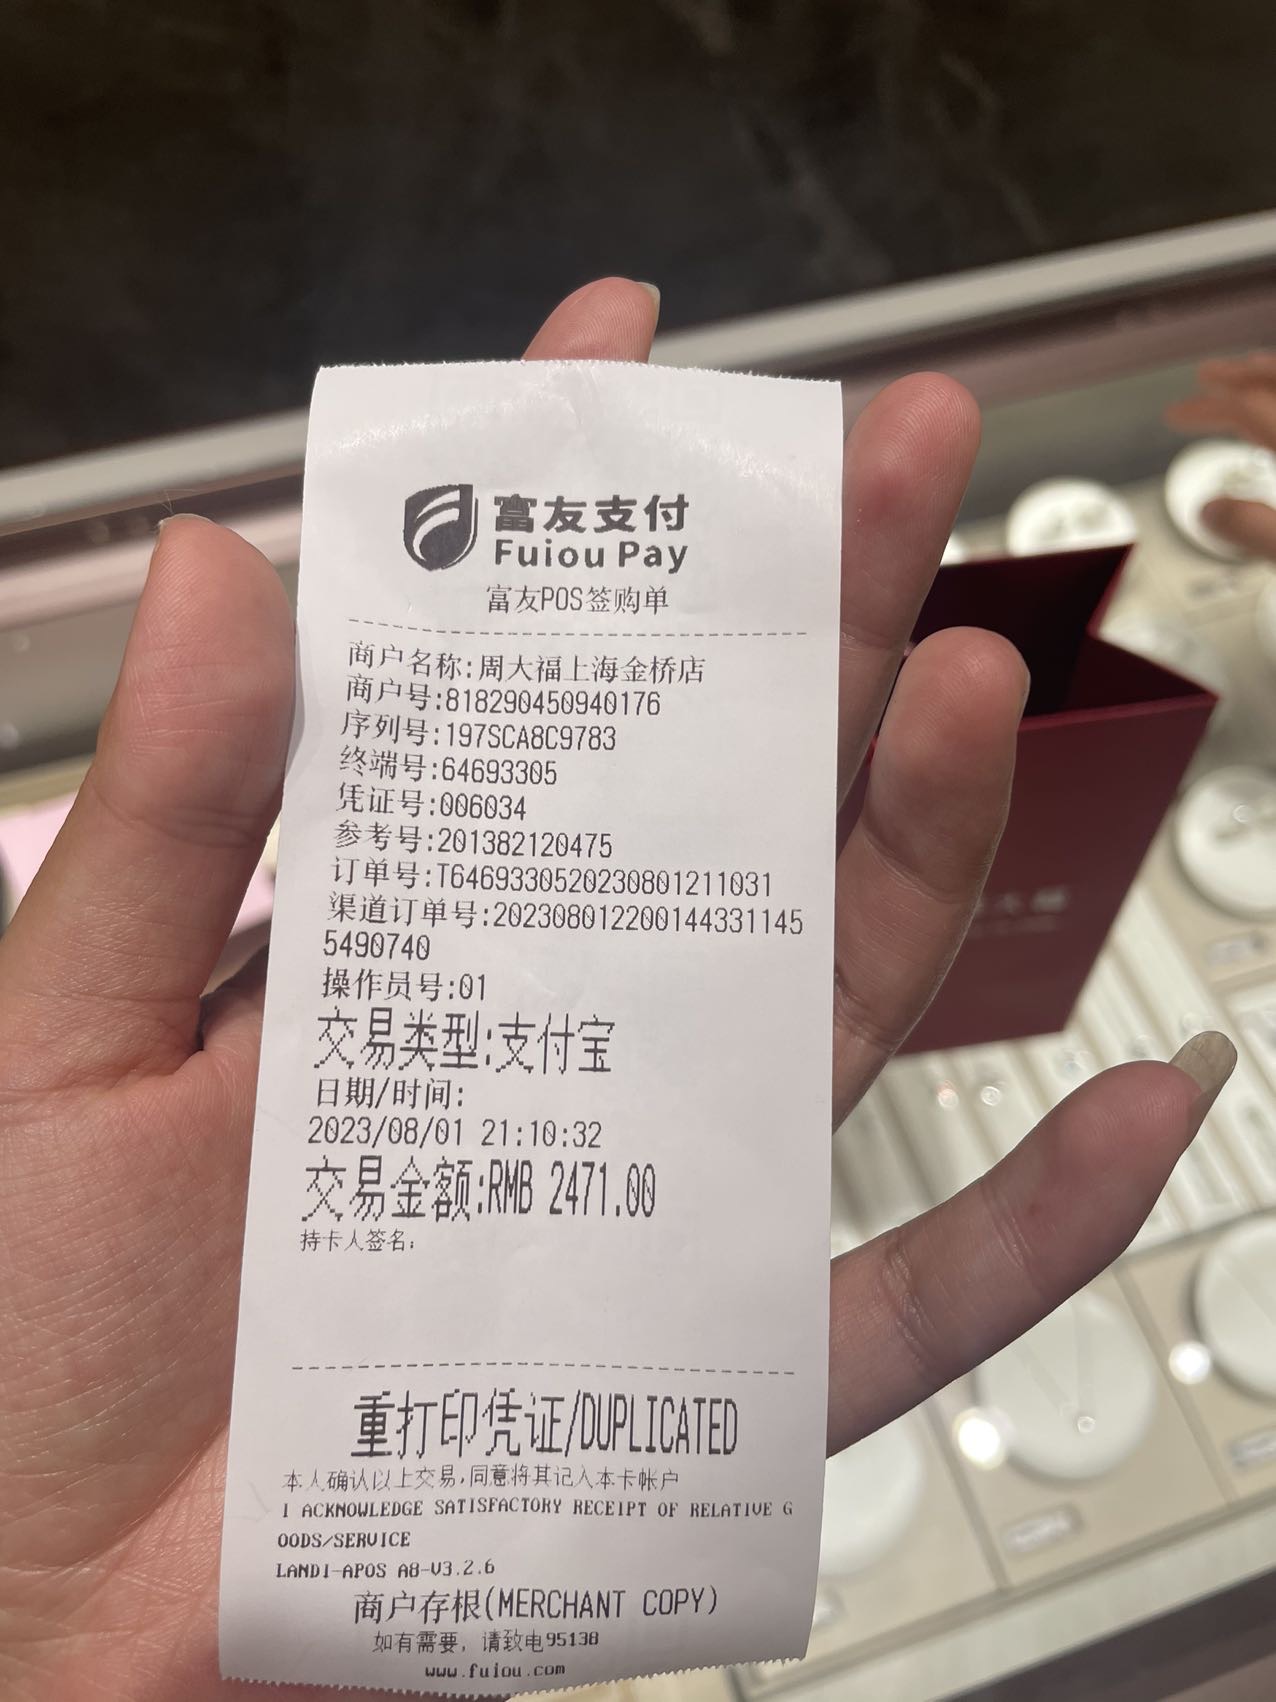 富友支付
Fuiou Pay
富友POS签购单
商户名称:周大福上海金桥店
商户号:818290450940176
序列号:197SCA8C9783
终端号:64693305
凭证号:006034
参考号:201382120475
订单号:T6469330520230801211031
渠道订单号:202308012200144331145
5490740
操作员号:01
交易类型:支付宝
日期/时间:
2023/08/01 21:10:32
交易金额:RMB 2471.00
持卡人签名:
重打印凭证/DUPLICATED
本人确认以上交易,同意将其记入本卡帐户
I ACKNOWLEDGE SATISFACTORY RECEIPT OF RELATIVE G
OODS/SERVICE
LANDI-APOS A8-V3.2.6
商户存根(MERCHANT COPY)
如有需要, 请致电95138
www.fuiou.com